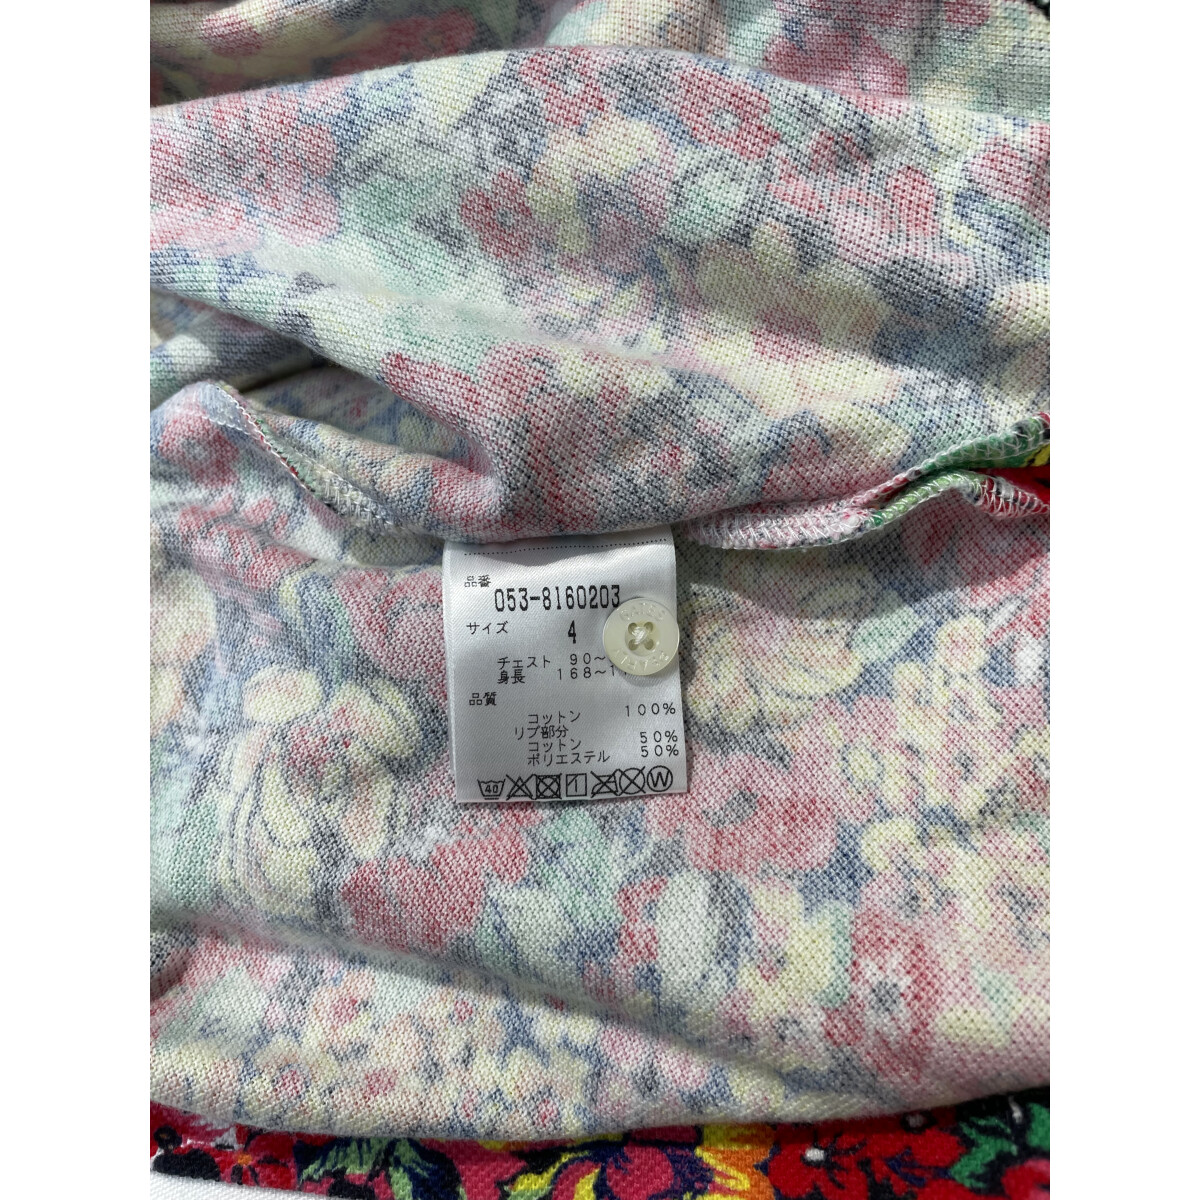 品番
053-8160203
サイズ 4
チェスト 90～
身長 168～1
品質
コットン 100%
リブ部分
コットン 50%
ポリエステル 50%
40
W